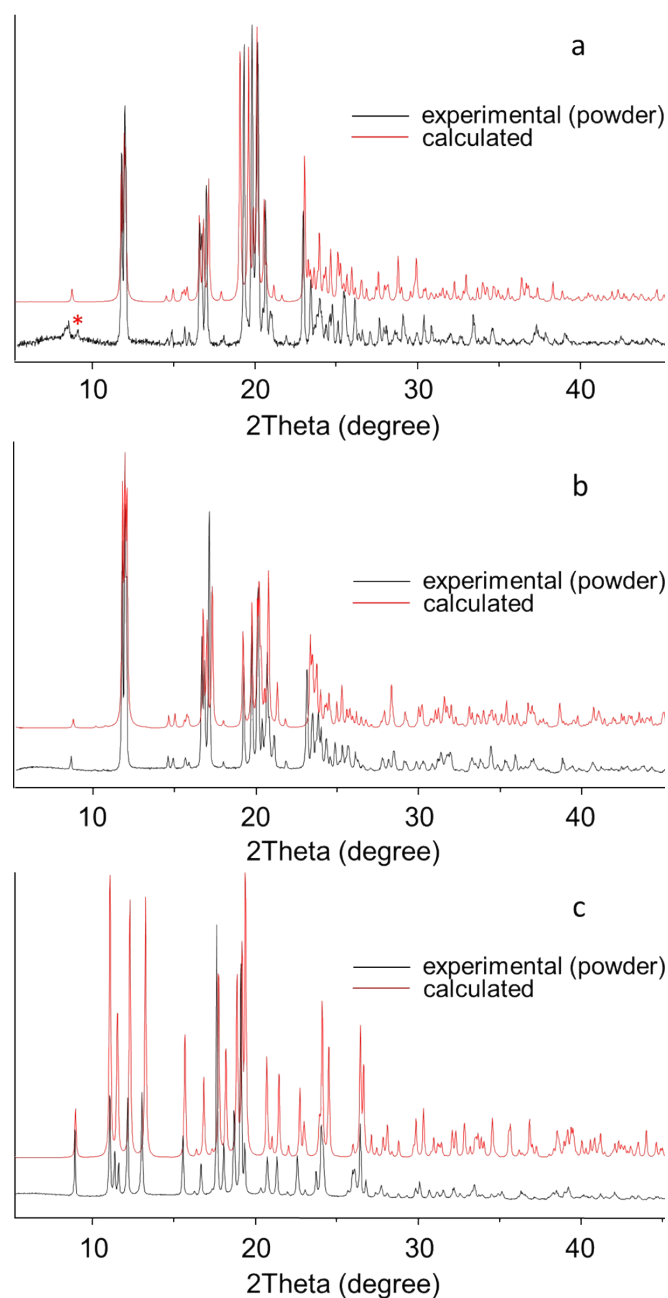 a
experimental (powder)
calculated
*
10 20 30 40
2Theta (degree)
b
experimental (powder)
calculated
10 20 30 40
2Theta (degree)
c
experimental (powder)
calculated
10 20 30 40
2Theta (degree)